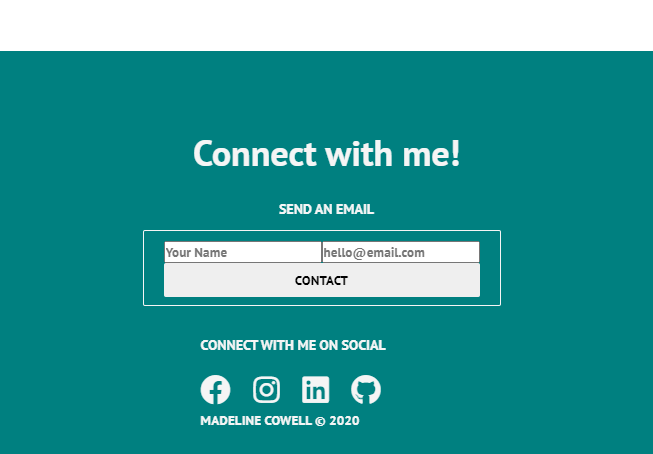 Connect with me!
SEND AN EMAIL
Your Name hello@email.com
CONTACT
CONNECT WITH ME ON SOCIAL
MADELINE COWELL © 2020